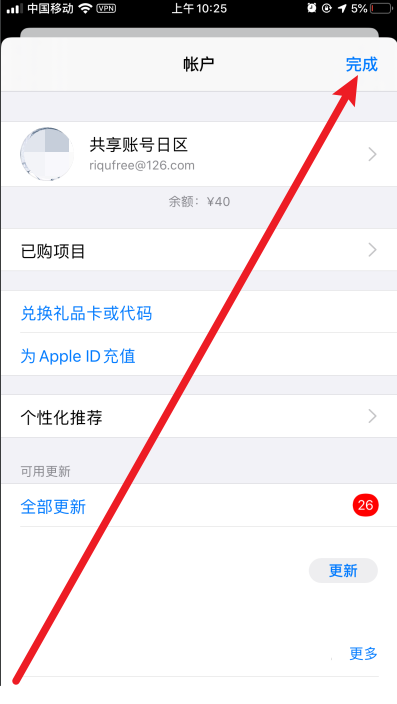 中国移动 VPN 上午10:25 5%
帐户 完成
共享账号日区
riqufree@126.com
余额：¥40
已购项目
兑换礼品卡或代码
为 Apple ID 充值
个性化推荐
可用更新
全部更新 26
更新
更多